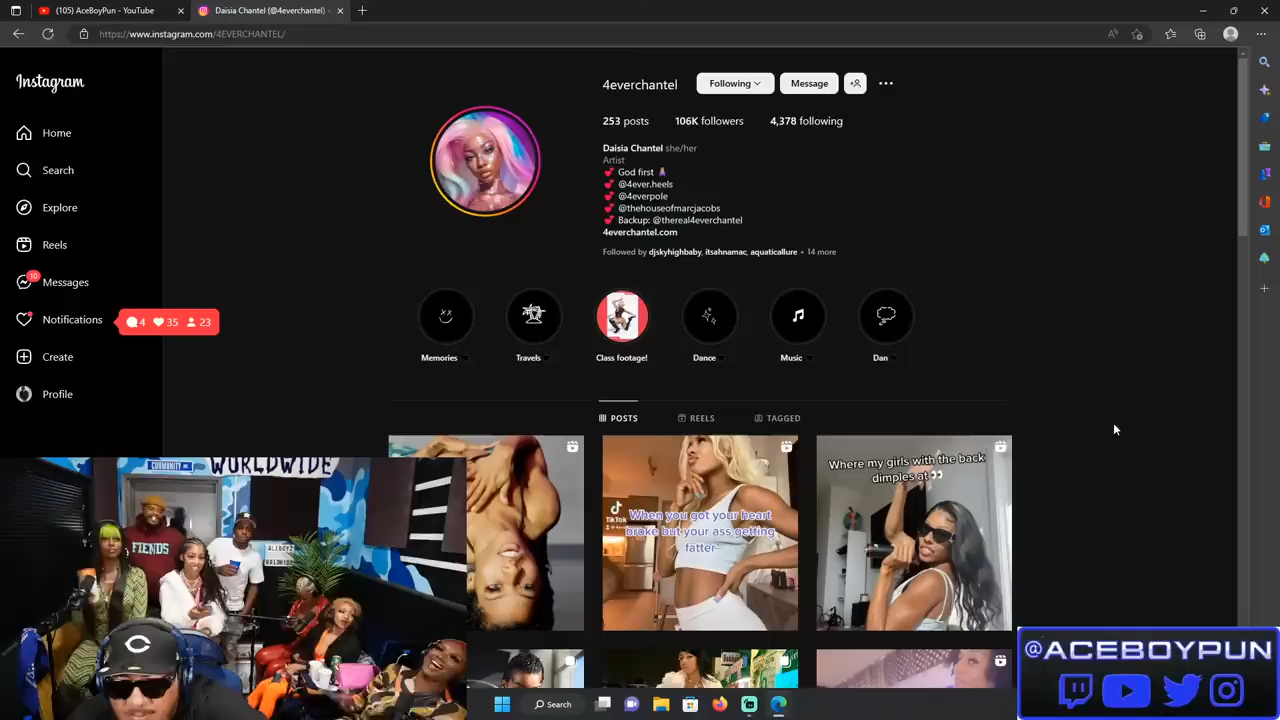 (105) AceBoyPun - YouTube
Daisia Chantel (@4everchantel) ·
https://www.instagram.com/4EVERCHANTEL/
Instagram
Home
Search
Explore
Reels
10
Messages
Notifications
4 35 23
Create
Profile
4everchantel
Following
Message
253 posts 106K followers 4,378 following
Daisia Chantel she/her
Artist
God first
@4ever.heels
@4everpole
@thehouseofmarcjacobs
Backup: @thereal4everchantel
4everchantel.com
Followed by djskyhighbaby, itsahnamac, aquaticallure + 14 more
Memories
Travels
Class footage!
Dance
Music
Dan
POSTS
REELS
TAGGED
TikTok
When you got your heart
broke but your ass getting
fatter
Where my girls with the back
dimples at
WORLDWIDE
FIENDS
Search
@ACEBOYPUN